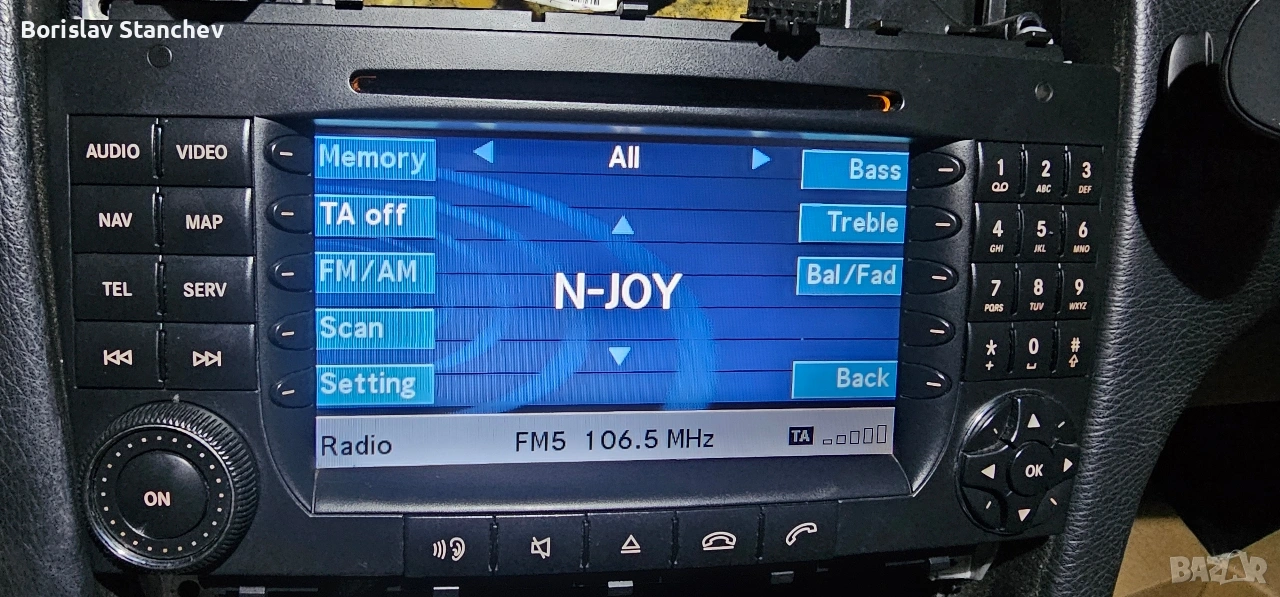 Borislav Stanchev
AUDIO VIDEO
NAV MAP
TEL SERV
ON
Memory
TA off
FM/AM
Scan
Setting
All
N-JOY
Bass
Treble
Bal/Fad
Back
Radio FM5 106.5 MHz TA
1 2 ABC 3 DEF
4 GHI 5 JKL 6 MNO
7 PQRS 8 TUV 9 WXYZ
* + 0 #
OK
BAZAR